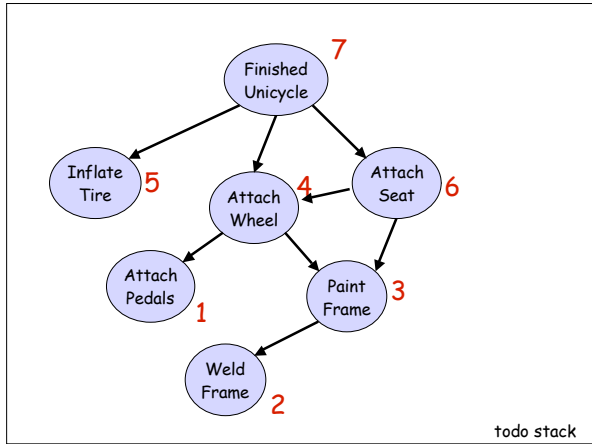 7
Finished
Unicycle
Inflate
Tire
5
4
Attach
Wheel
Attach
Seat
6
Attach
Pedals
1
Paint
Frame
3
Weld
Frame
2
todo stack